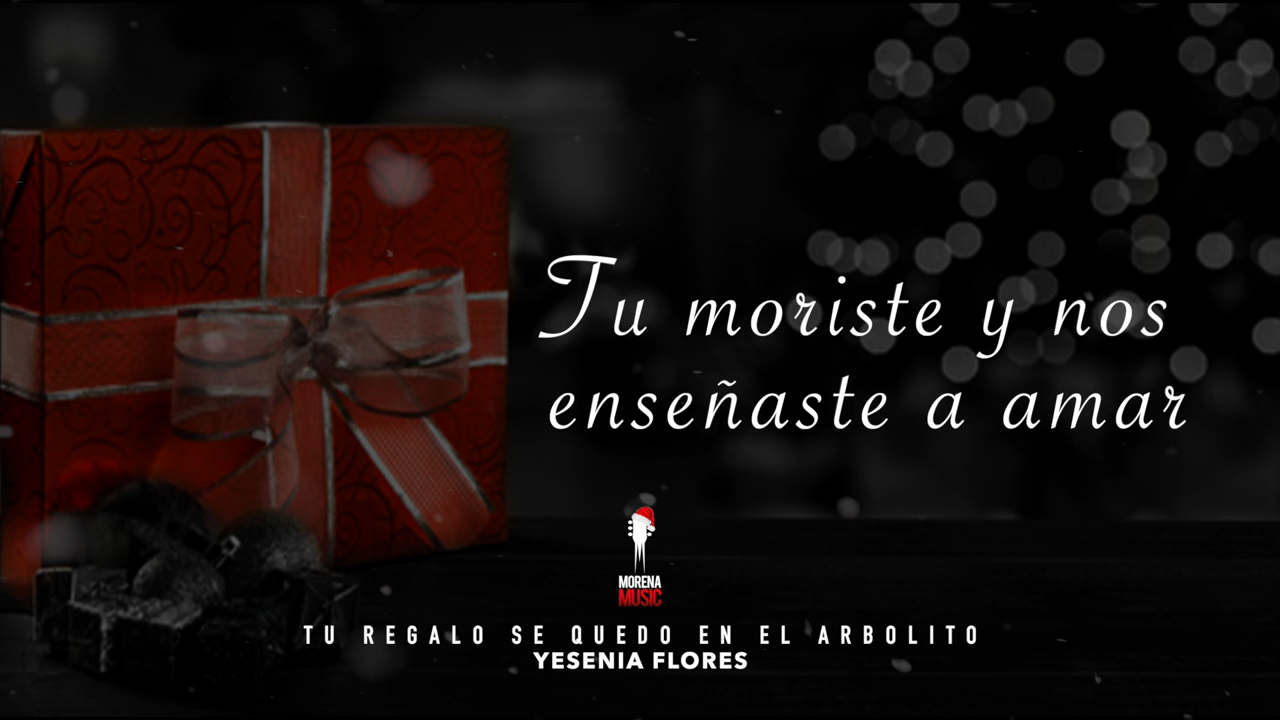 Tu moriste y nos
enseñaste a amar
MORENA
MUSIC
TU REGALO SE QUEDO EN EL ARBOLITO
YESENIA FLORES